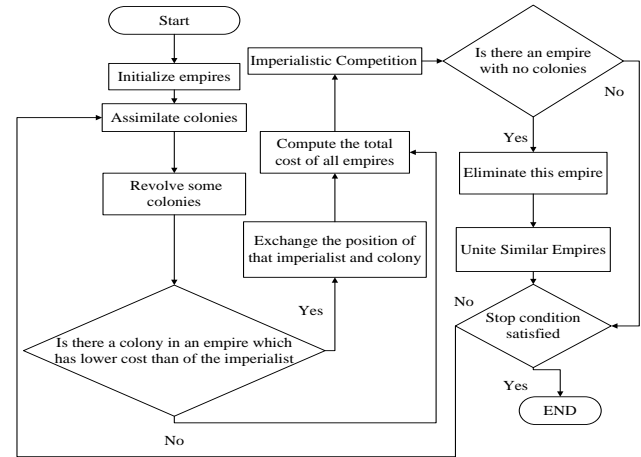 Start
Initialize empires
Assimilate colonies
Revolve some
colonies
Is there a colony in an empire which
has lower cost than of the imperialist
Yes
No
Exchange the position of
that imperialist and colony
Compute the total
cost of all empires
Imperialistic Competition
Is there an empire
with no colonies
No
Yes
Eliminate this empire
Unite Similar Empires
No
Stop condition
satisfied
Yes
END